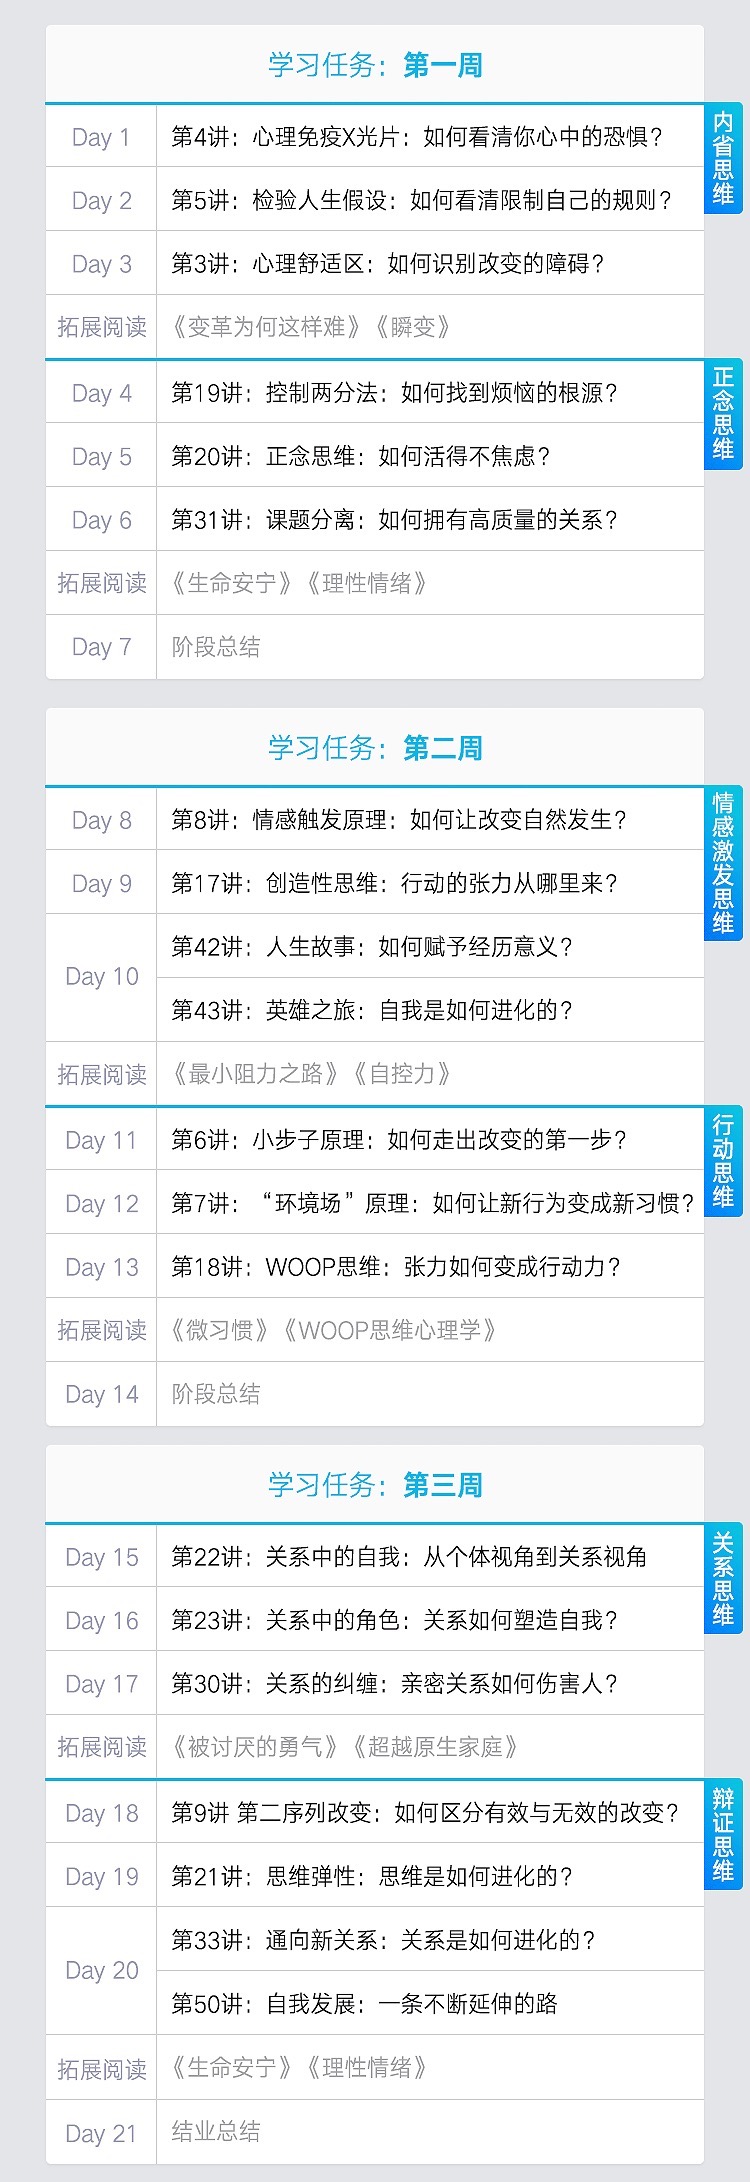 学习任务：第一周
内省思维
Day 1 第4讲：心理免疫X光片：如何看清你心中的恐惧？
Day 2 第5讲：检验人生假设：如何看清限制自己的规则？
Day 3 第3讲：心理舒适区：如何识别改变的障碍？
拓展阅读 《变革为何这样难》《瞬变》
正念思维
Day 4 第19讲：控制两分法：如何找到烦恼的根源？
Day 5 第20讲：正念思维：如何活得不焦虑？
Day 6 第31讲：课题分离：如何拥有高质量的关系？
拓展阅读 《生命安宁》《理性情绪》
Day 7 阶段总结
学习任务：第二周
情感激发思维
Day 8 第8讲：情感触发原理：如何让改变自然发生？
Day 9 第17讲：创造性思维：行动的张力从哪里来？
Day 10 第42讲：人生故事：如何赋予经历意义？
第43讲：英雄之旅：自我是如何进化的？
拓展阅读 《最小阻力之路》《自控力》
行动思维
Day 11 第6讲：小步子原理：如何走出改变的第一步？
Day 12 第7讲：“环境场”原理：如何让新行为变成新习惯？
Day 13 第18讲：WOOP思维：张力如何变成行动力？
拓展阅读 《微习惯》《WOOP思维心理学》
Day 14 阶段总结
学习任务：第三周
关系思维
Day 15 第22讲：关系中的自我：从个体视角到关系视角
Day 16 第23讲：关系中的角色：关系如何塑造自我？
Day 17 第30讲：关系的纠缠：亲密关系如何伤害人？
拓展阅读 《被讨厌的勇气》《超越原生家庭》
辩证思维
Day 18 第9讲 第二序列改变：如何区分有效与无效的改变？
Day 19 第21讲：思维弹性：思维是如何进化的？
Day 20 第33讲：通向新关系：关系是如何进化的？
第50讲：自我发展：一条不断延伸的路
拓展阅读 《生命安宁》《理性情绪》
Day 21 结业总结